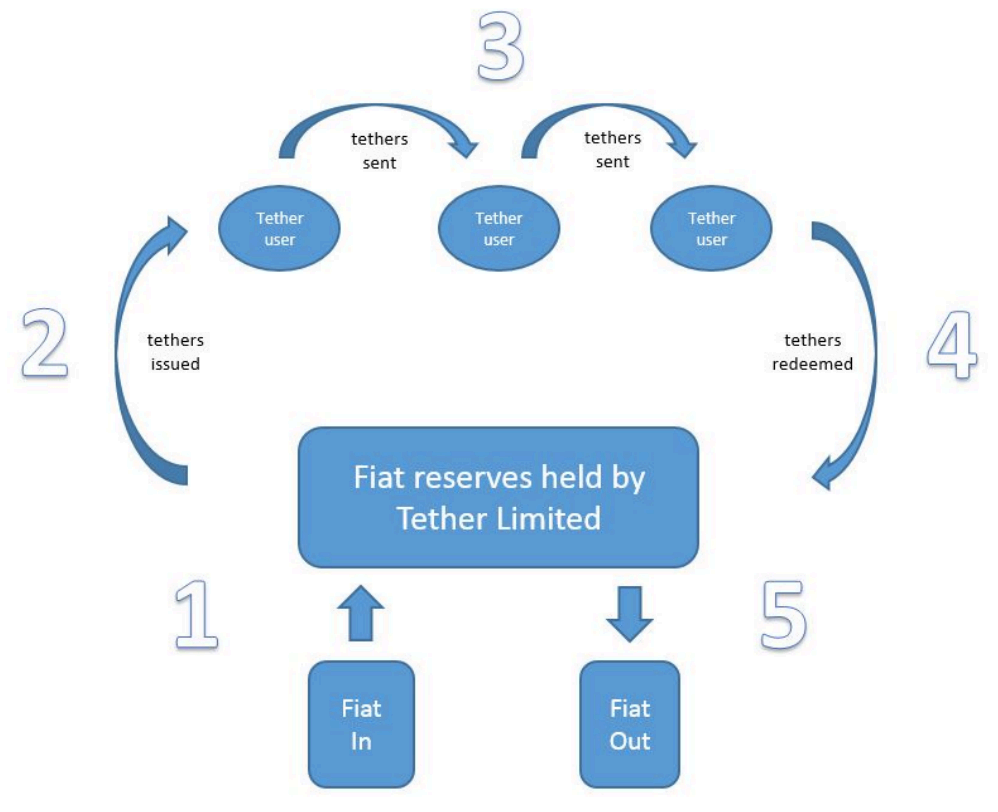 3
tethers
sent
tethers
sent
Tether
user
Tether
user
Tether
user
2
tethers
issued
tethers
redeemed
4
Fiat reserves held by
Tether Limited
1
5
Fiat
In
Fiat
Out